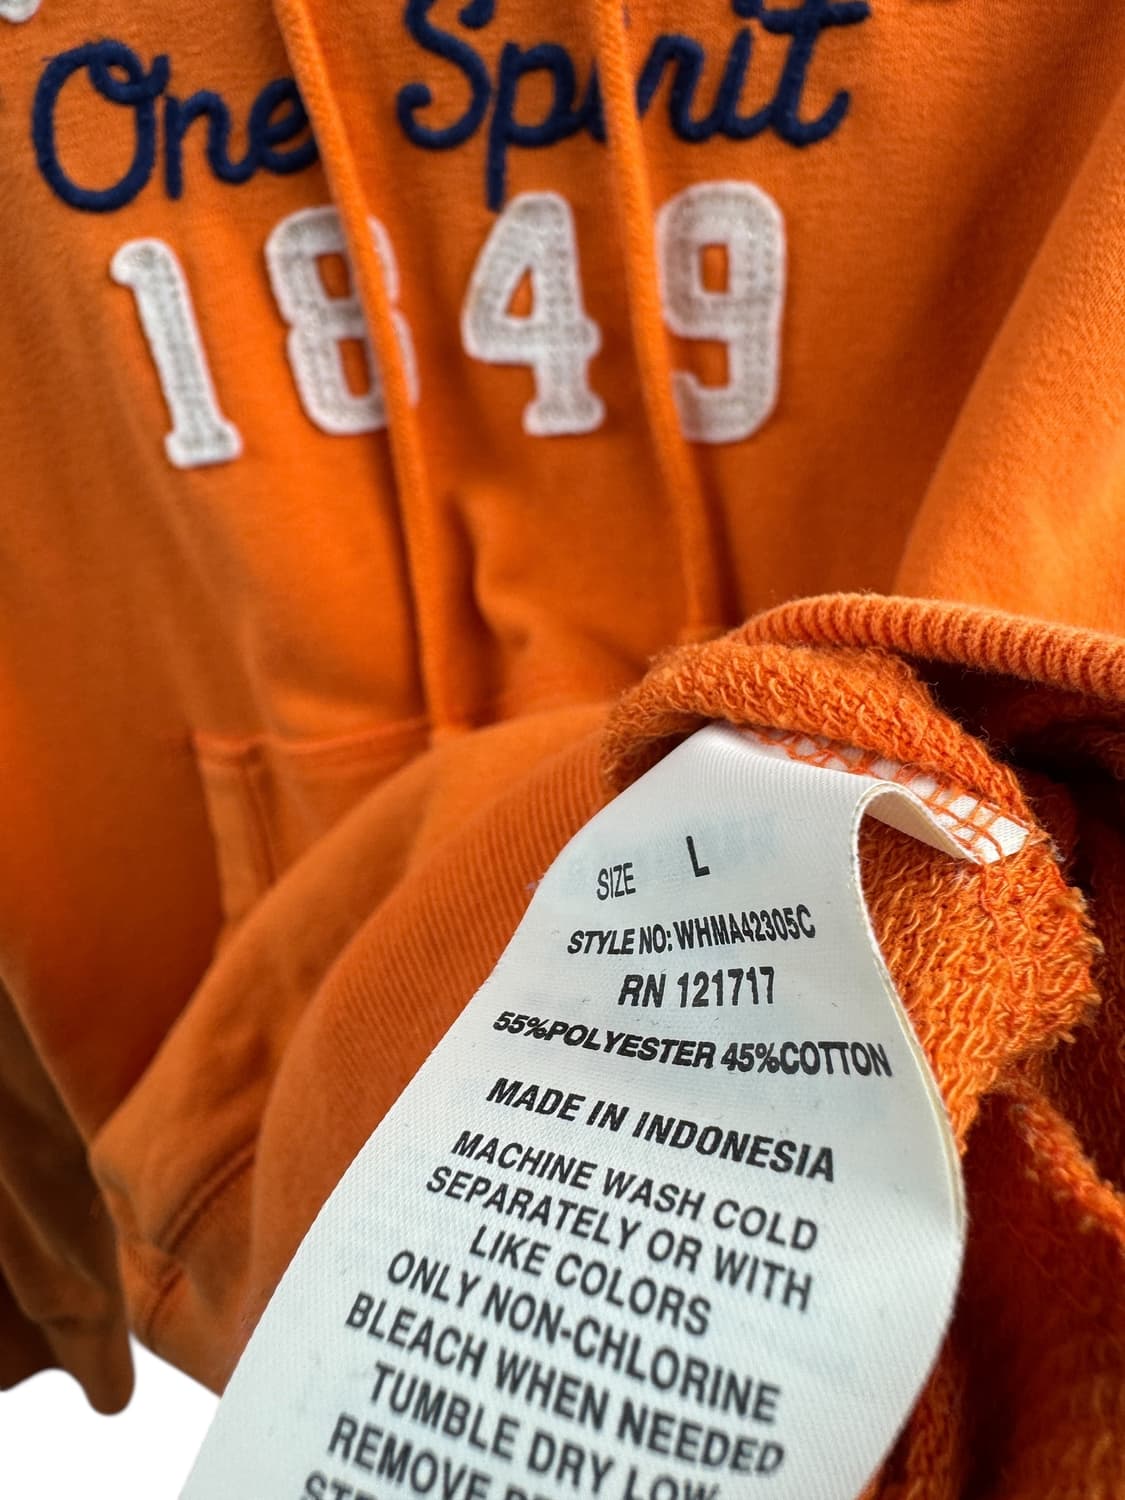 One Spirit
1849
SIZE L
STYLE NO: WHMA42305C
RN 121717
55%POLYESTER 45%COTTON
MADE IN INDONESIA
MACHINE WASH COLD
SEPARATELY OR WITH
LIKE COLORS
ONLY NON-CHLORINE
BLEACH WHEN NEEDED
TUMBLE DRY LOW
REMOVE